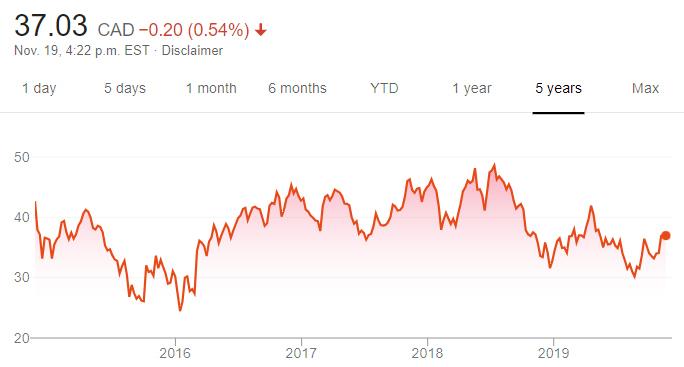 37.03 CAD −0.20 (0.54%)
Nov. 19, 4:22 p.m. EST · Disclaimer
1 day 5 days 1 month 6 months YTD 1 year 5 years Max
50
40
30
20
2016 2017 2018 2019